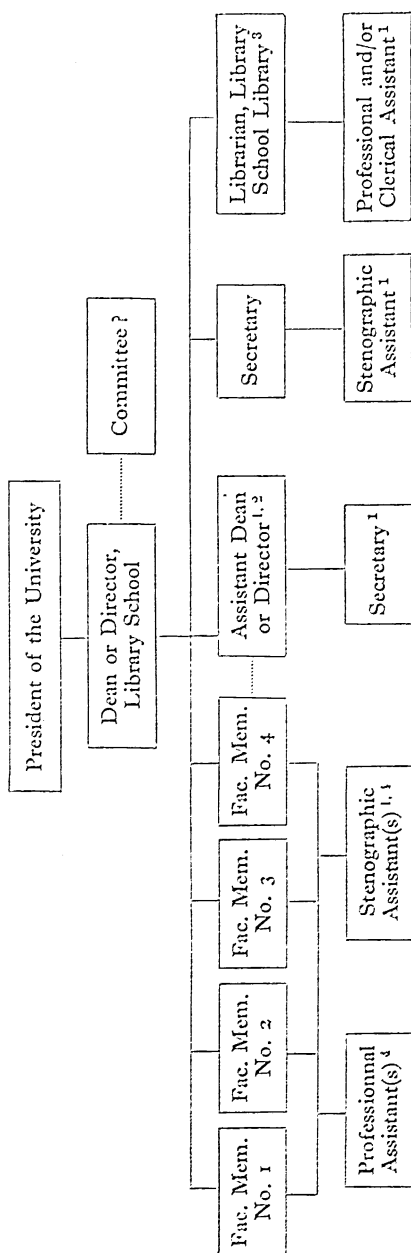 President of the University
Dean or Director,
Library School
Committee?
Fac. Mem.
No. 1
Fac. Mem.
No. 2
Fac. Mem.
No. 3
Fac. Mem.
No. 4
Assistant Dean
or Director 1, 2
Secretary
Librarian, Library
School Library 3
Professionnal
Assistant(s) 4
Stenographic
Assistant(s) 1, 4
Secretary 1
Stenographic
Assistant 1
Professional and/or
Clerical Assistant 1